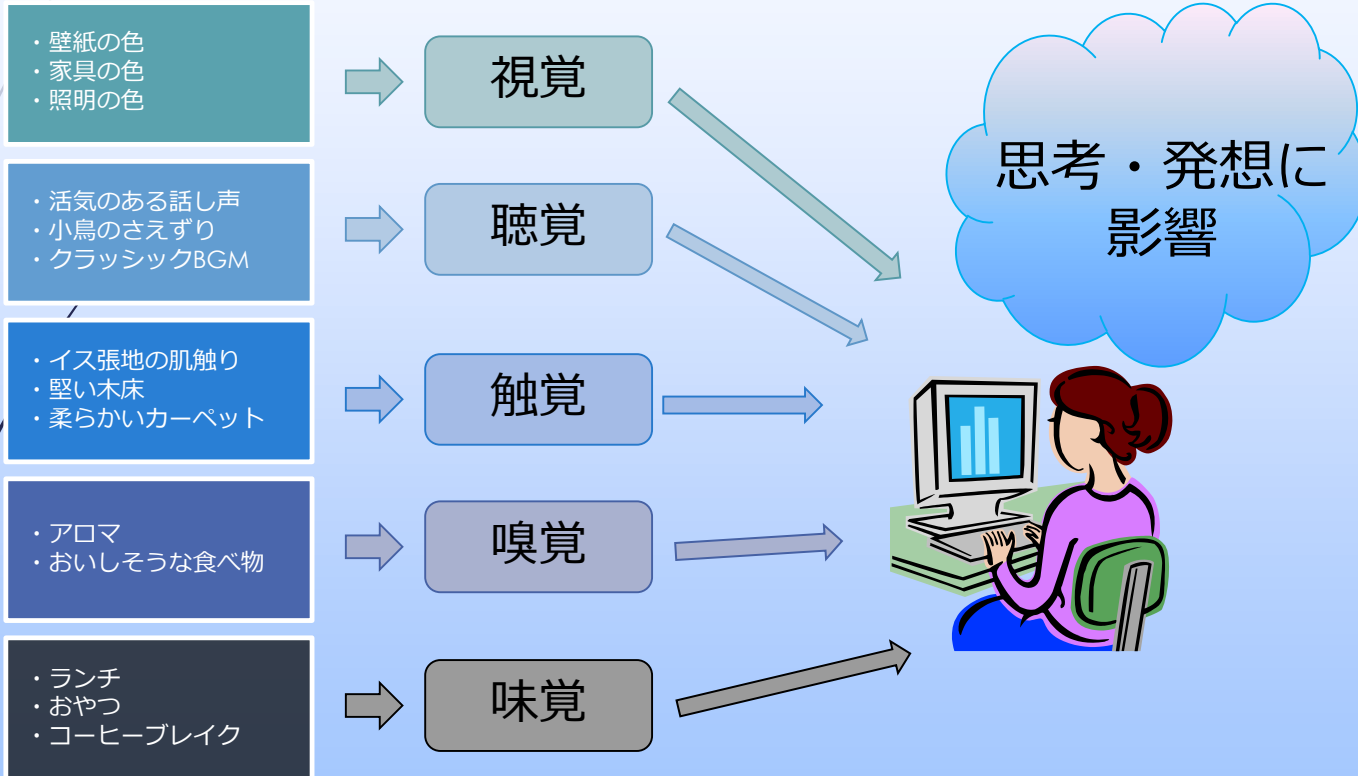 ・壁紙の色
・家具の色
・照明の色
視覚
・活気のある話し声
・小鳥のさえずり
・クラッシックBGM
聴覚
・イス張地の肌触り
・堅い木床
・柔らかいカーペット
触覚
・アロマ
・おいしそうな食べ物
嗅覚
・ランチ
・おやつ
・コーヒーブレイク
味覚
思考・発想に
影響